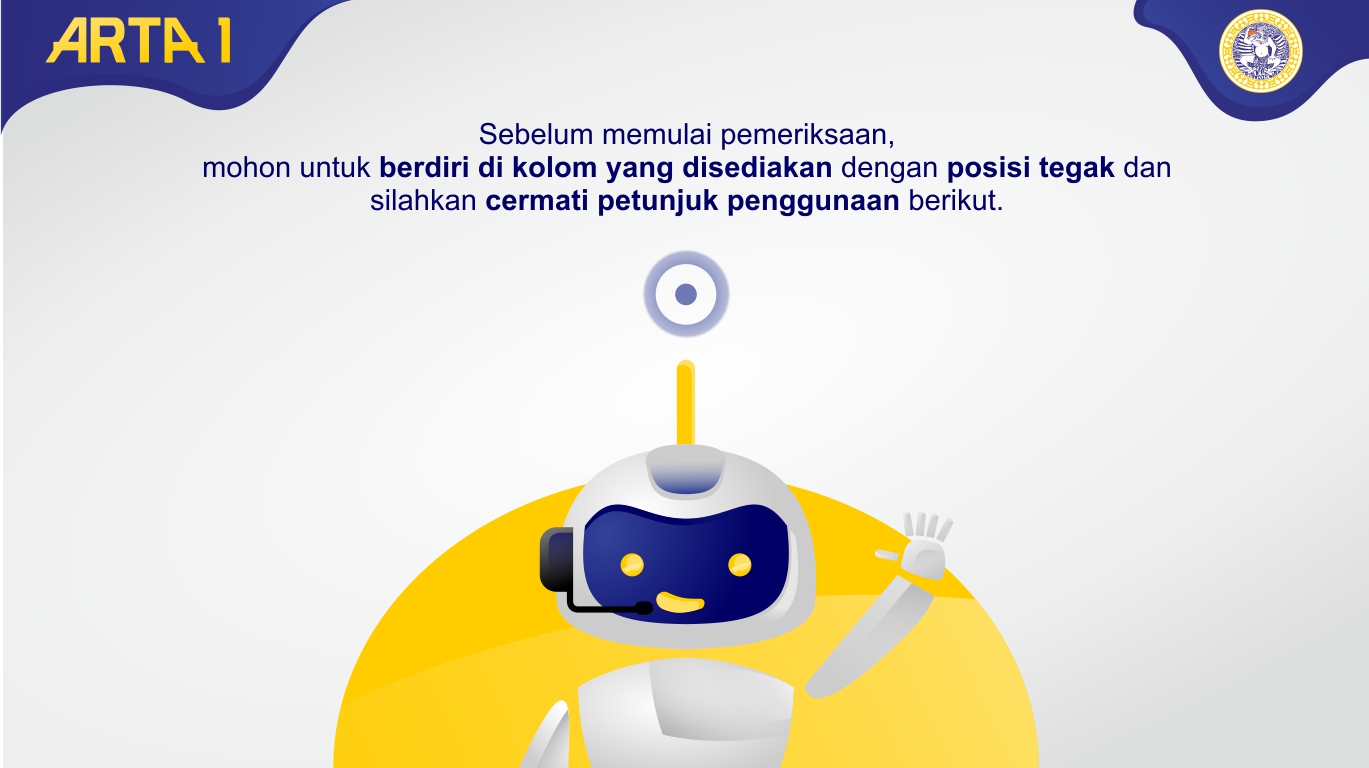 ARTA 1
Sebelum memulai pemeriksaan,
mohon untuk berdiri di kolom yang disediakan dengan posisi tegak dan
silahkan cermati petunjuk penggunaan berikut.